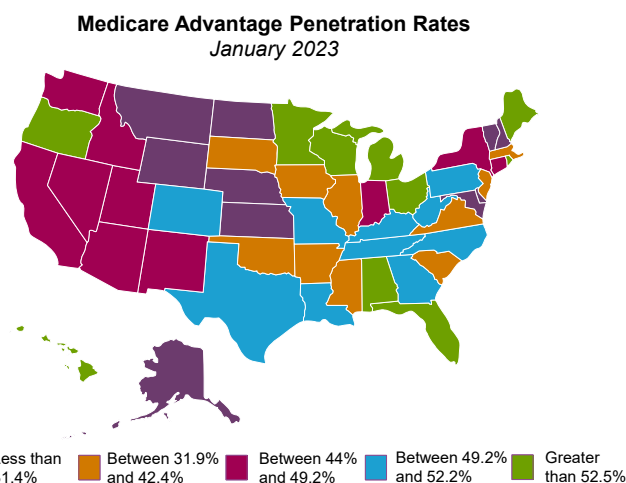 Medicare Advantage Penetration Rates
January 2023
than
Between 31.9%
and 42.4%
Between 44%
and 49.2%
Between 49.2%
and 52.2%
Greater
than 52.5%